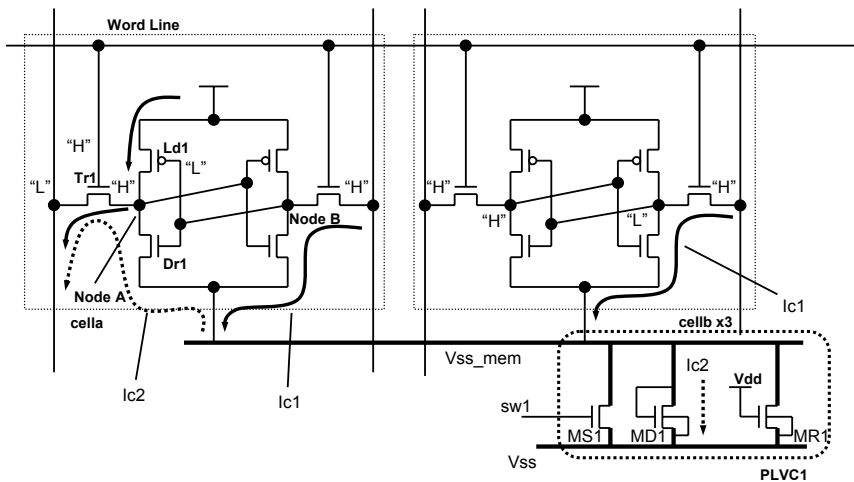 Word Line
Ld1
“H”
“L”
“L”
Tr1
“H”
“H”
“H”
“H”
“H”
“L”
Node B
Dr1
Node A
cella
Ic1
cellb x3
Vss_mem
Ic2
Ic1
Ic2
Vdd
sw1
MS1
MD1
MR1
Vss
PLVC1